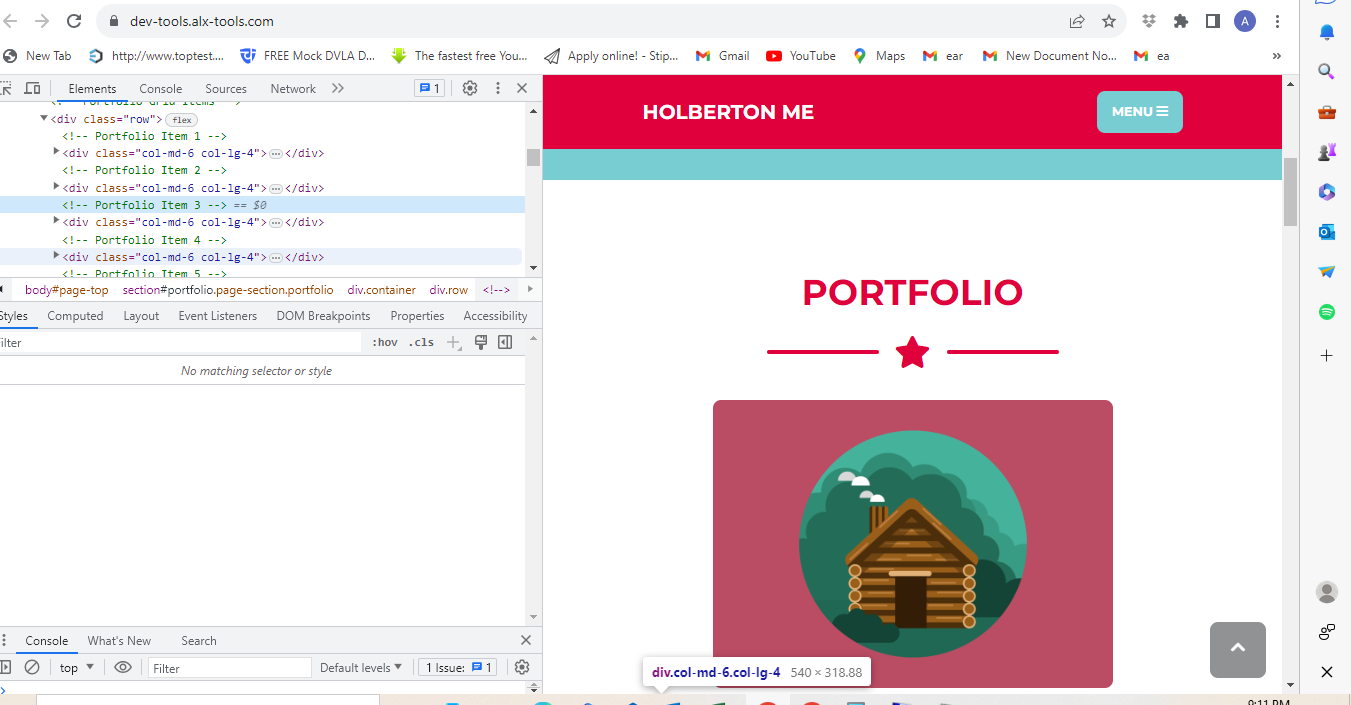 dev-tools.alx-tools.com
A
New Tab
http://www.toptest....
FREE Mock DVLA D...
The fastest free You...
Apply online! - Stip...
Gmail
YouTube
Maps
ear
New Document No...
ea
»
Elements
Console
Sources
Network
1
<!-- Portfolio Grid Items -->
<div class="row"> flex
<!-- Portfolio Item 1 -->
<div class="col-md-6 col-lg-4">…</div>
<!-- Portfolio Item 2 -->
<div class="col-md-6 col-lg-4">…</div>
<!-- Portfolio Item 3 --> == $0
<div class="col-md-6 col-lg-4">…</div>
<!-- Portfolio Item 4 -->
<div class="col-md-6 col-lg-4">…</div>
<!-- Portfolio Item 5 -->
body#page-top section#portfolio.page-section.portfolio div.container div.row <!-->
Styles Computed Layout Event Listeners DOM Breakpoints Properties Accessibility
ilter :hov .cls
No matching selector or style
HOLBERTON ME
MENU
PORTFOLIO
div.col-md-6.col-lg-4 540 × 318.88
Console What's New Search
top Filter Default levels 1 Issue: 1
9:11 PM